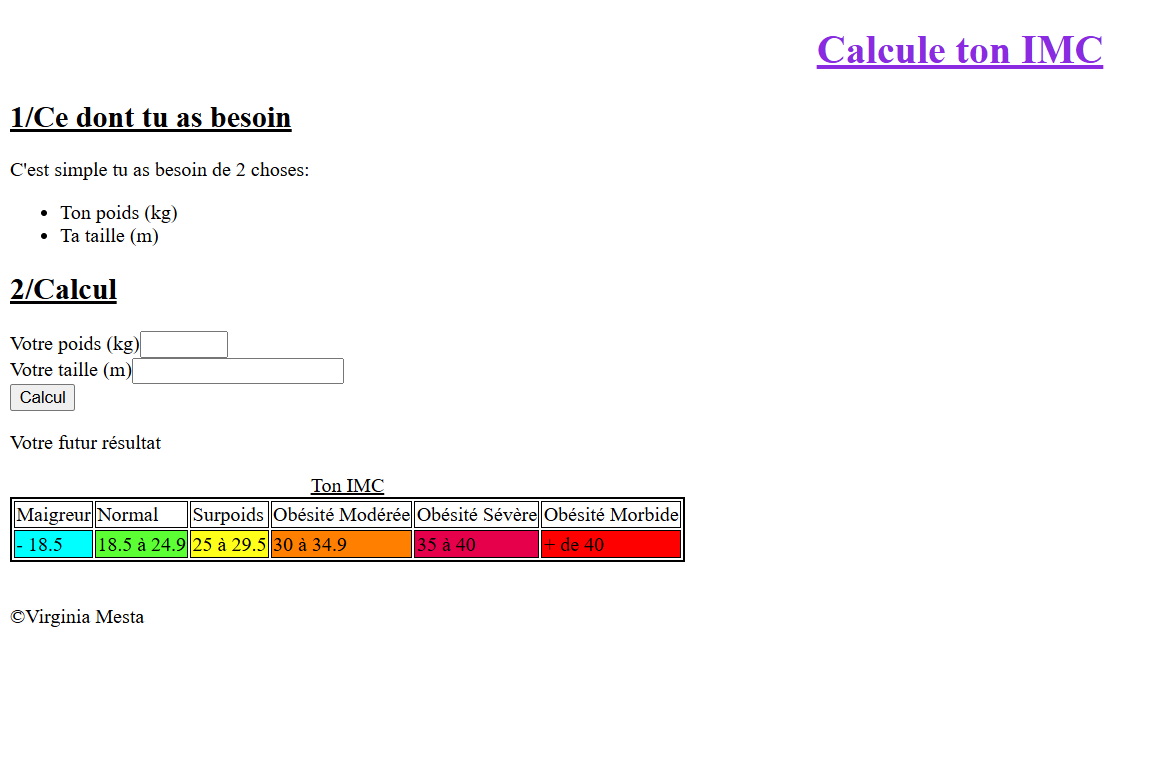 Calcule ton IMC
1/Ce dont tu as besoin
C'est simple tu as besoin de 2 choses:
Ton poids (kg)
Ta taille (m)
2/Calcul
Votre poids (kg)
Votre taille (m)
Calcul
Votre futur résultat
Ton IMC
Maigreur Normal Surpoids Obésité Modérée Obésité Sévère Obésité Morbide
- 18.5 18.5 à 24.9 25 à 29.5 30 à 34.9 35 à 40 + de 40
©Virginia Mesta